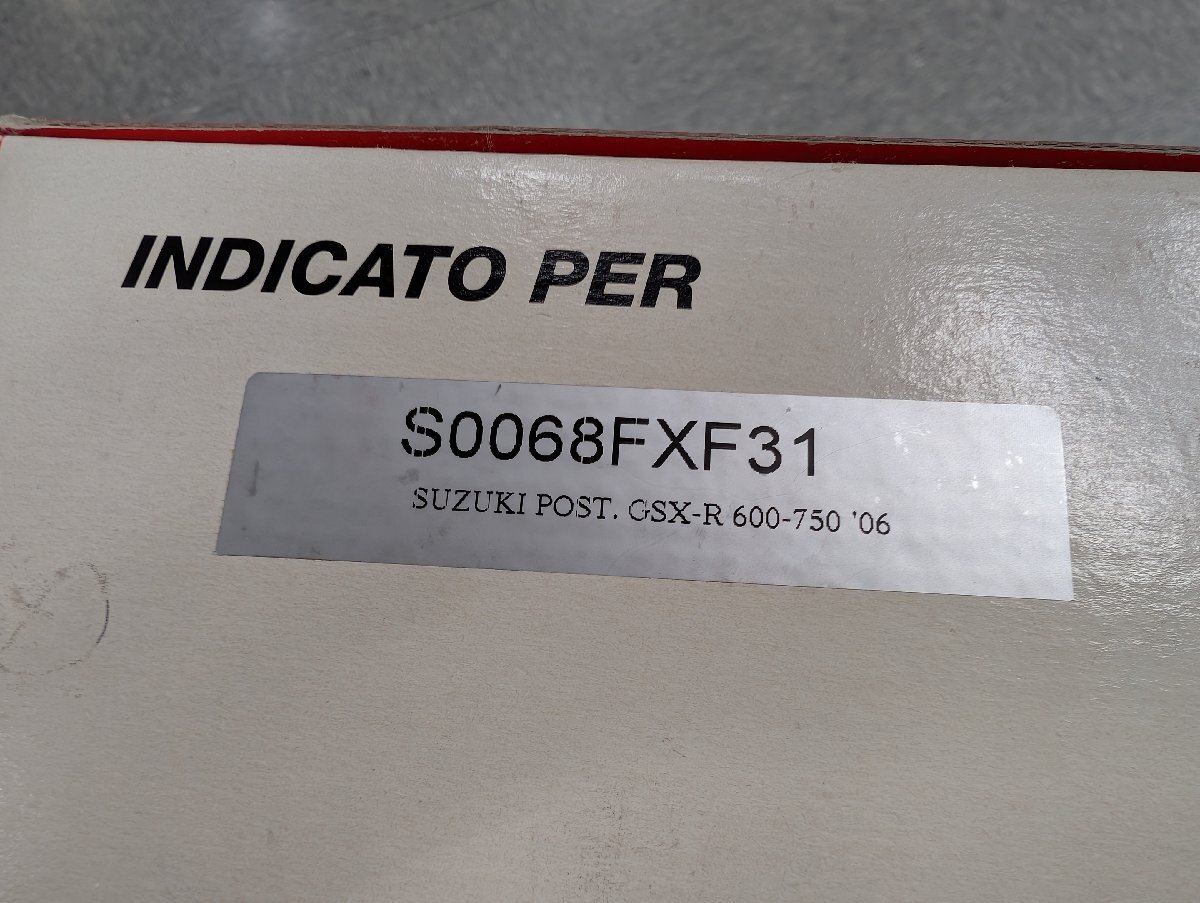 INDICATO PER
S0068FXF31
SUZUKI POST. GSX-R 600-750 '06